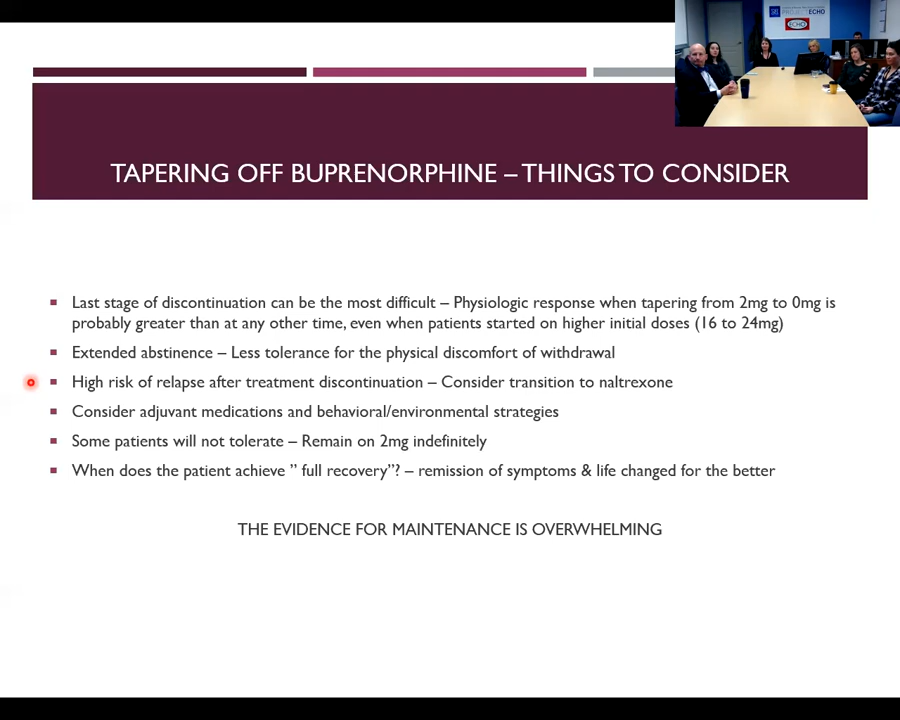 PROJECT ECHO
ECHO
TAPERING OFF BUPRENORPHINE – THINGS TO CONSIDER
Last stage of discontinuation can be the most difficult – Physiologic response when tapering from 2mg to 0mg is
probably greater than at any other time, even when patients started on higher initial doses (16 to 24mg)
Extended abstinence – Less tolerance for the physical discomfort of withdrawal
High risk of relapse after treatment discontinuation – Consider transition to naltrexone
Consider adjuvant medications and behavioral/environmental strategies
Some patients will not tolerate – Remain on 2mg indefinitely
When does the patient achieve ” full recovery”? – remission of symptoms & life changed for the better
THE EVIDENCE FOR MAINTENANCE IS OVERWHELMING